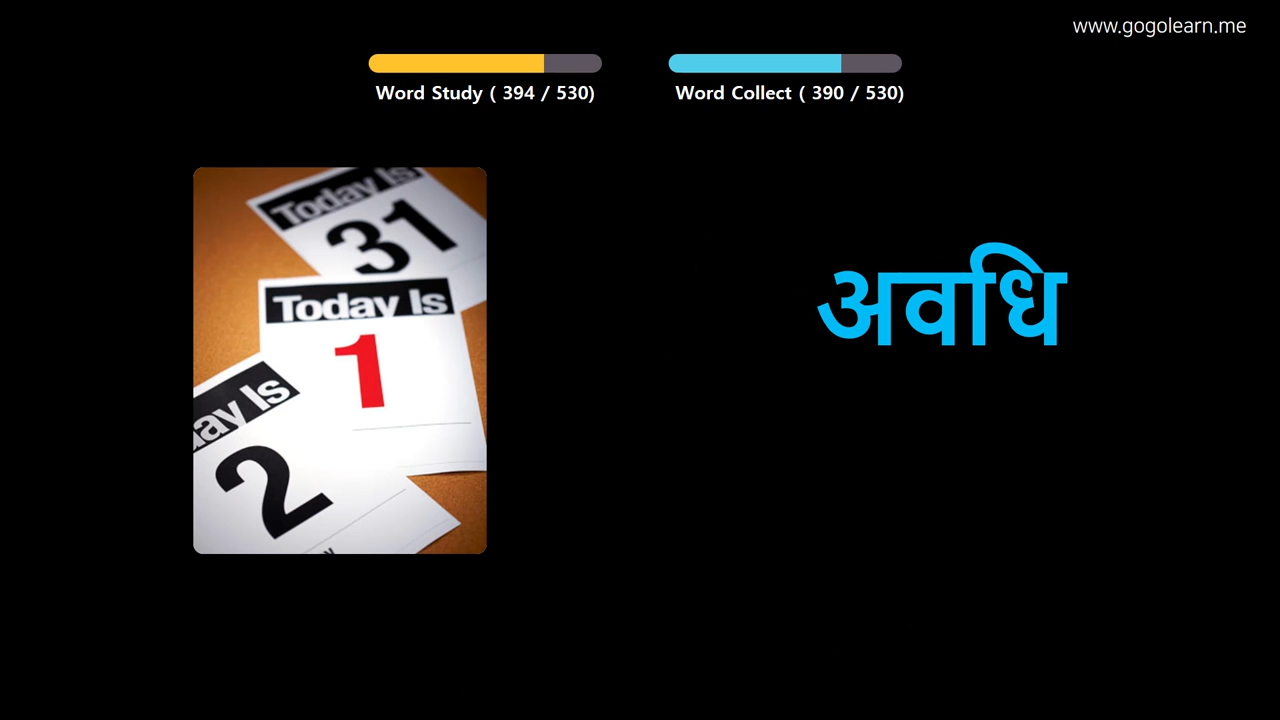 www.gogolearn.me
Word Study ( 394 / 530)
Word Collect ( 390 / 530)
Today Is
31
Today Is
1
ay Is
2
अवधि